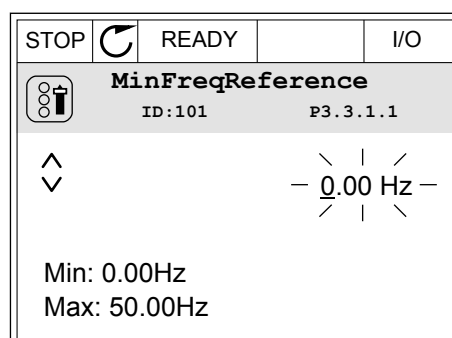 STOP READY I/O
MinFreqReference
ID:101 P3.3.1.1
0.00 Hz
Min: 0.00Hz
Max: 50.00Hz